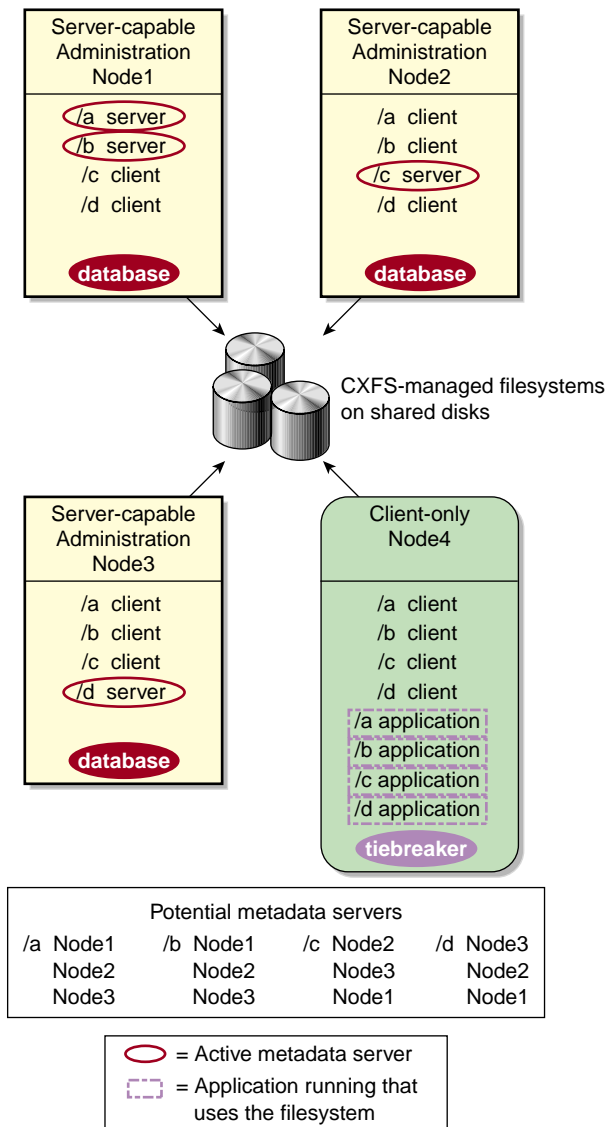 Server-capable
Administration
Node1
/a server
/b server
/c client
/d client
database
Server-capable
Administration
Node2
/a client
/b client
/c server
/d client
database
CXFS-managed filesystems
on shared disks
Server-capable
Administration
Node3
/a client
/b client
/c client
/d server
database
Client-only
Node4
/a client
/b client
/c client
/d client
/a application
/b application
/c application
/d application
tiebreaker
Potential metadata servers
/a Node1 /b Node1 /c Node2 /d Node3
Node2 Node2 Node3 Node2
Node3 Node3 Node1 Node1
= Active metadata server
= Application running that
uses the filesystem